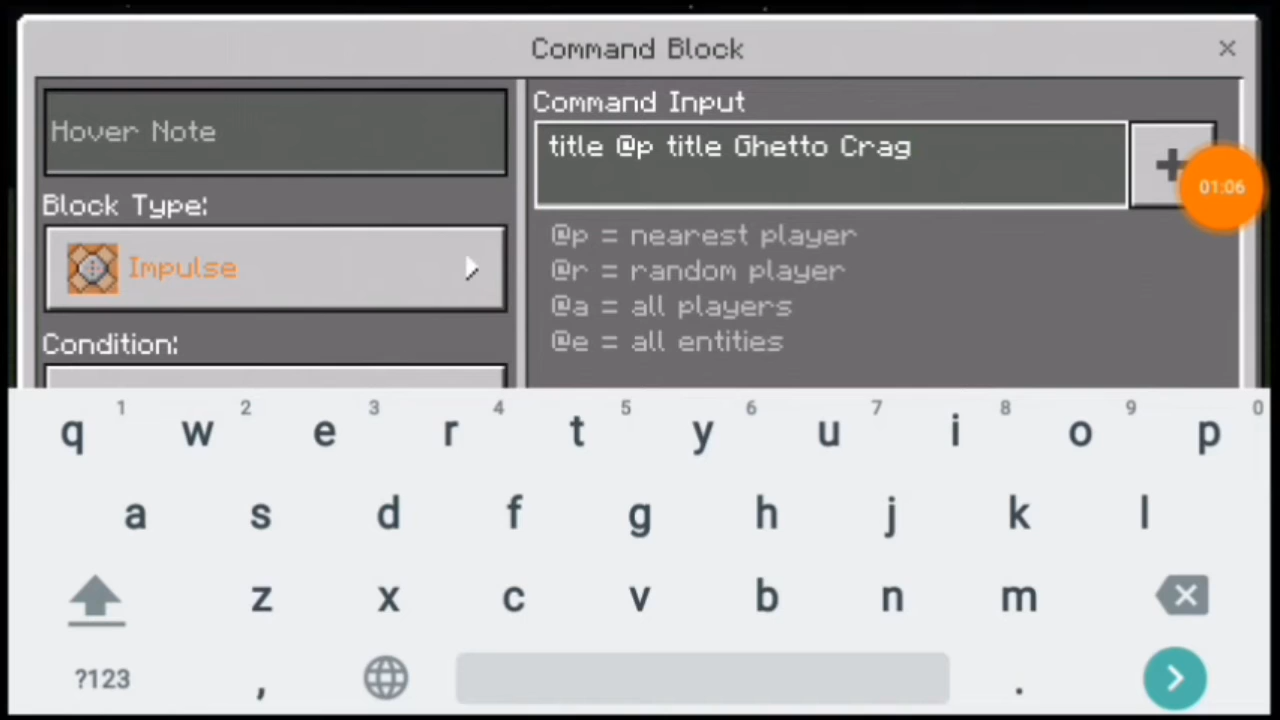 Command Block
Hover Note
Command Input
title @p title Ghetto Crag
01:06
Block Type:
@p = nearest player
Impulse
@r = random player
@a = all players
Condition:
@e = all entities
1 2 3 4 5 6 7 8 9 0
q w e r t y u i o p
a s d f g h j k l
z x c v b n m
?123 , .